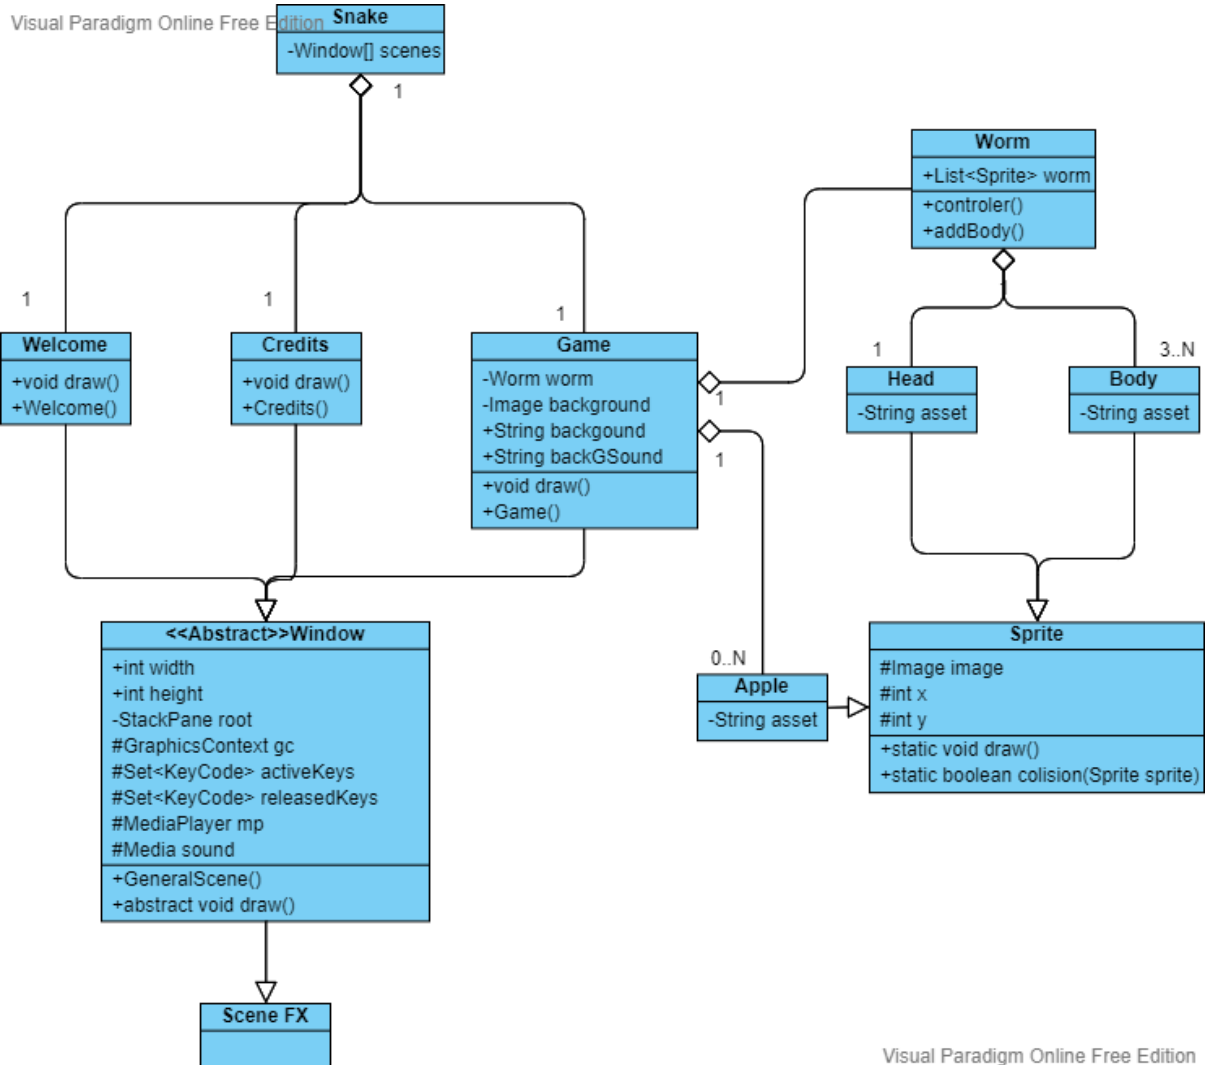 Visual Paradigm Online Free Edition
Snake
-Window[] scenes
1
Worm
+List<Sprite> worm
+controler()
+addBody()
1
1
1
Welcome
+void draw()
+Welcome()
Credits
+void draw()
+Credits()
Game
-Worm worm
-Image background
+String backgound
+String backGSound
+void draw()
+Game()
1
1
1
3..N
Head
-String asset
Body
-String asset
<<Abstract>>Window
+int width
+int height
-StackPane root
#GraphicsContext gc
#Set<KeyCode> activeKeys
#Set<KeyCode> releasedKeys
#MediaPlayer mp
#Media sound
+GeneralScene()
+abstract void draw()
0..N
Apple
-String asset
Sprite
#Image image
#int x
#int y
+static void draw()
+static boolean colision(Sprite sprite)
Scene FX
Visual Paradigm Online Free Edition